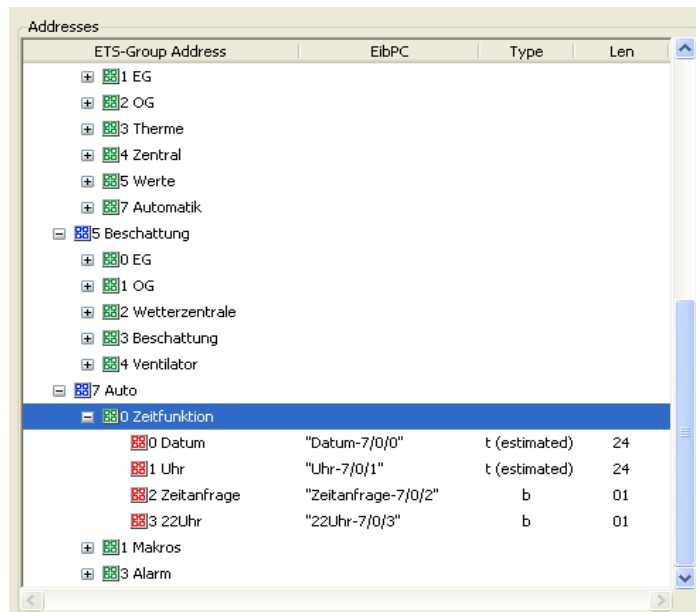 Addresses
ETS-Group Address EibPC Type Len
1 EG
2 OG
3 Therme
4 Zentral
5 Werte
7 Automatik
5 Beschattung
0 EG
1 OG
2 Wetterzentrale
3 Beschattung
4 Ventilator
7 Auto
0 Zeitfunktion
0 Datum "Datum-7/0/0" t (estimated) 24
1 Uhr "Uhr-7/0/1" t (estimated) 24
2 Zeitanfrage "Zeitanfrage-7/0/2" b 01
3 22Uhr "22Uhr-7/0/3" b 01
1 Makros
3 Alarm